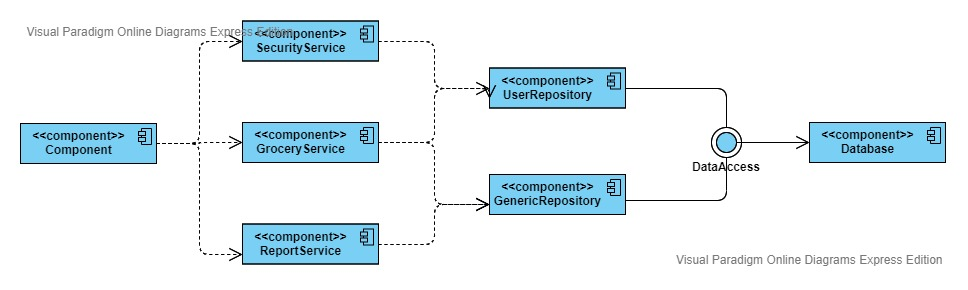 Visual Paradigm Online Diagrams Express Edition
<<component>>
SecurityService
<<component>>
UserRepository
<<component>>
Component
<<component>>
GroceryService
<<component>>
Database
DataAccess
<<component>>
GenericRepository
<<component>>
ReportService
Visual Paradigm Online Diagrams Express Edition